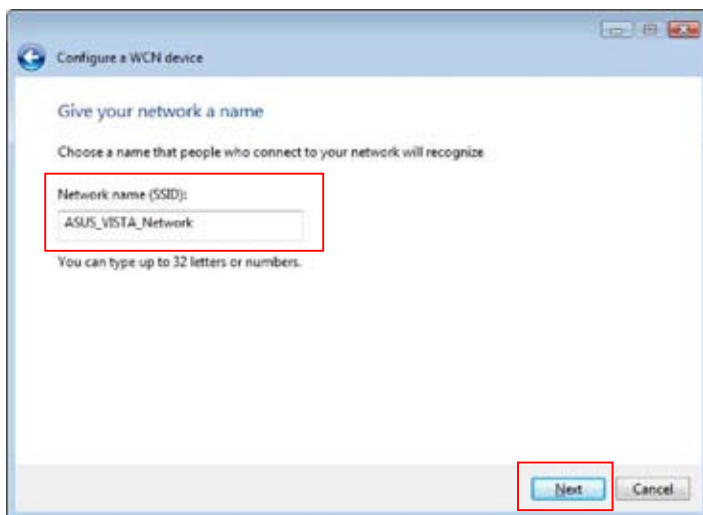 Configure a WCN device
Give your network a name
Choose a name that people who connect to your network will recognize
Network name (SSID):
ASUS_VISTA_Network
You can type up to 32 letters or numbers.
Next Cancel